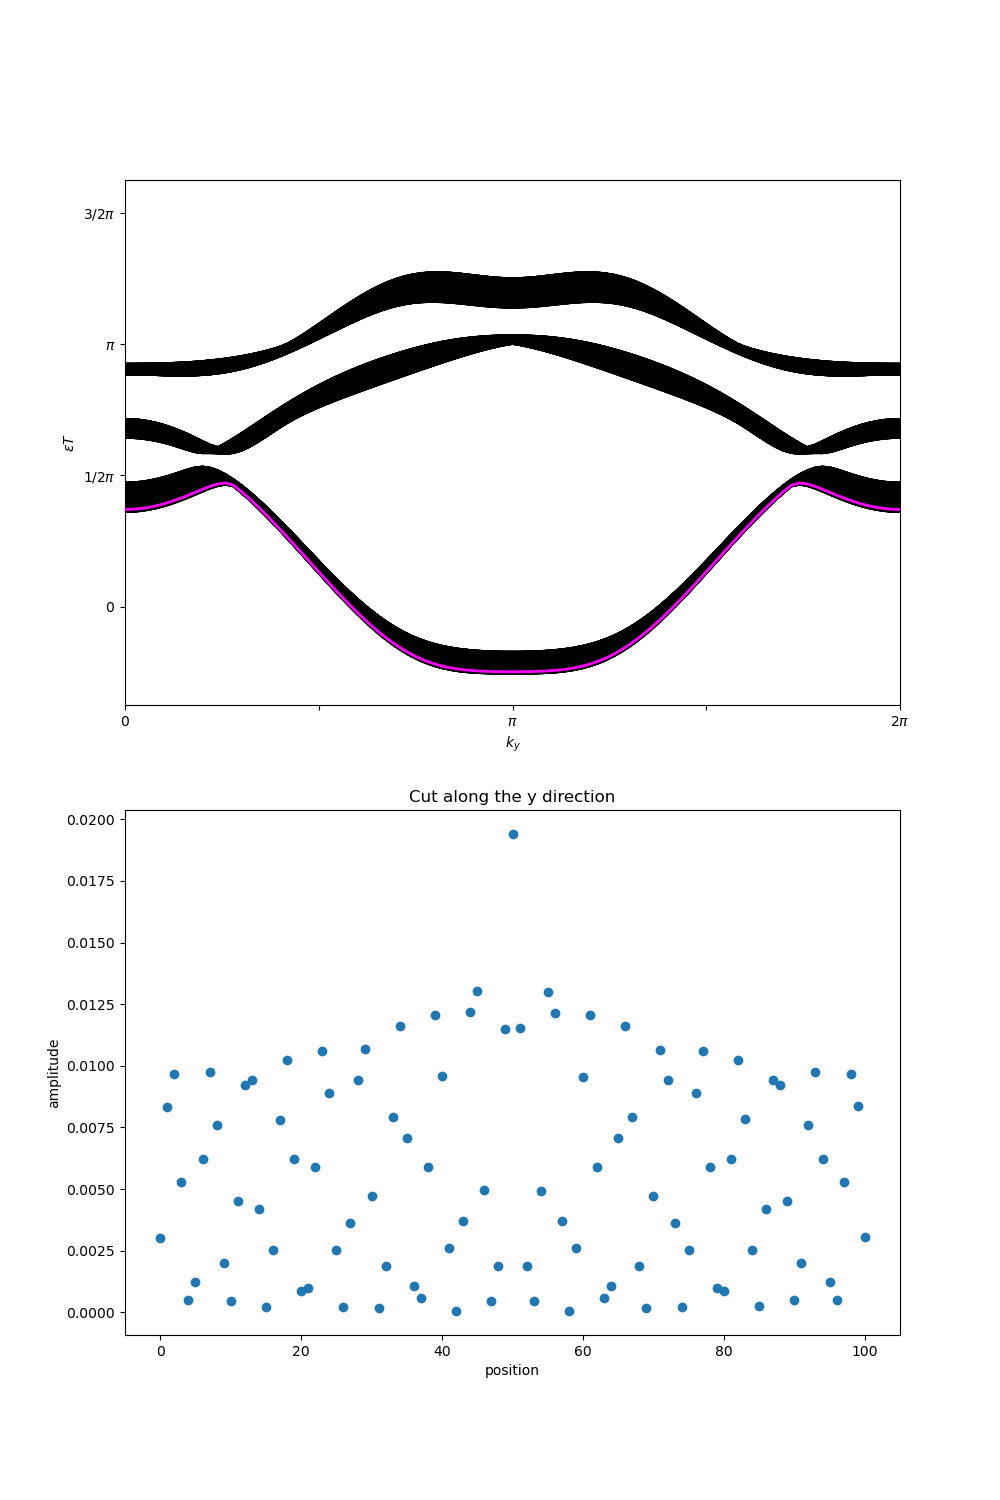 3/2π
π
εT
1/2π
0
0 π 2π
k_y
Cut along the y direction
0.0200
0.0175
0.0150
0.0125
0.0100
amplitude
0.0075
0.0050
0.0025
0.0000
0 20 40 60 80 100
position